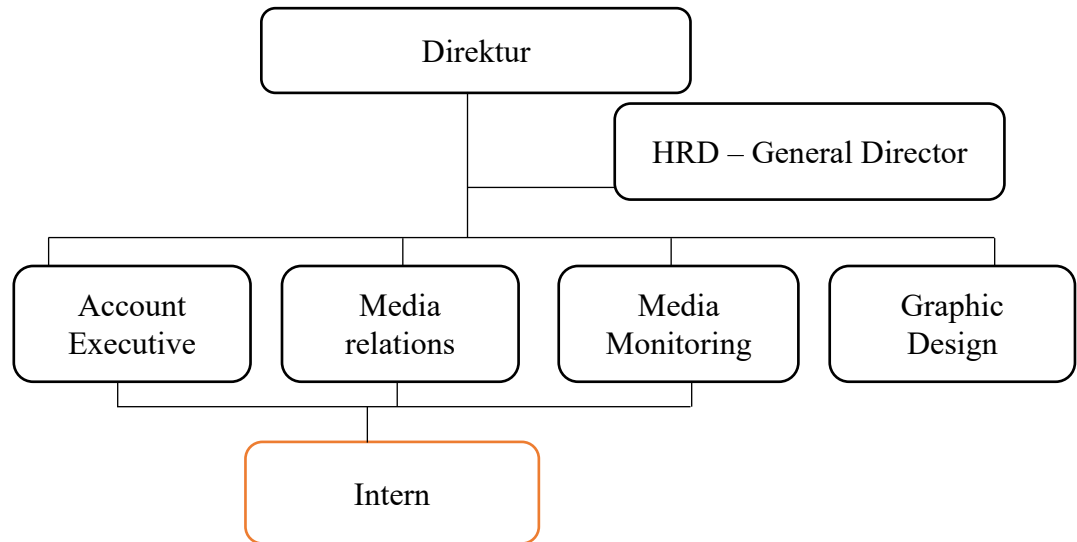 Direktur
HRD – General Director
Account
Executive
Media
relations
Media
Monitoring
Graphic
Design
Intern